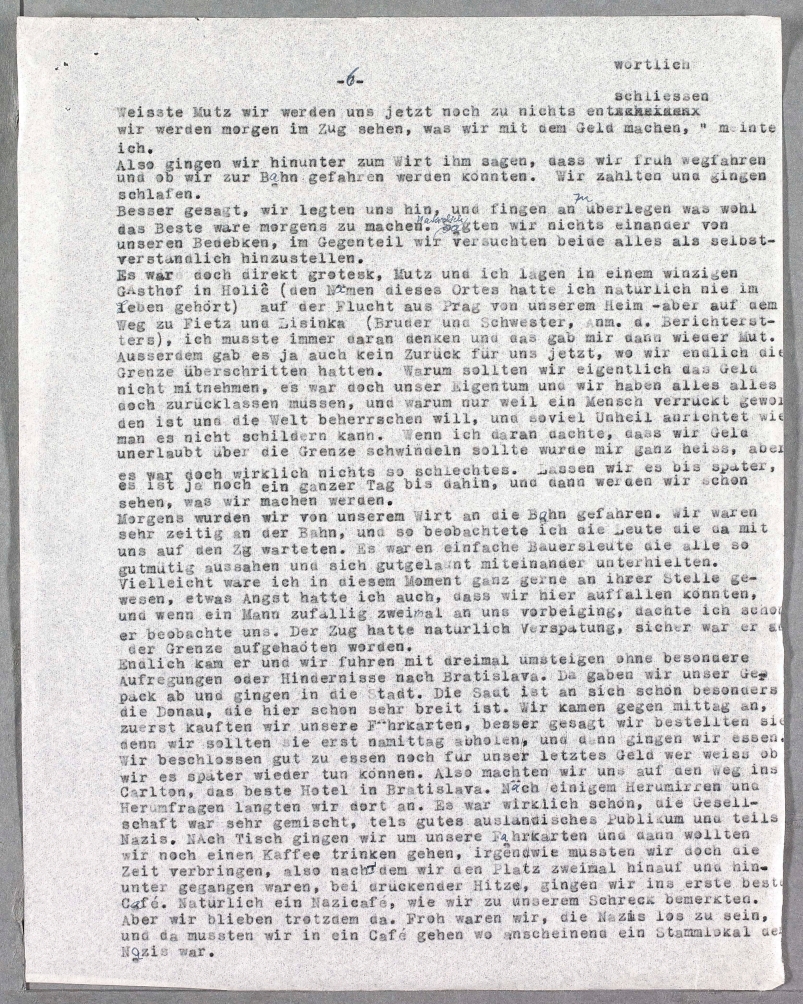 wörtlich
-6-
schliessen
Weisste Mutz wir werden uns jetzt noch zu nichts entxxxxxxxxx
wir werden morgen im Zug sehen, was wir mit dem Geld machen, " meinte
ich.
Also gingen wir hinunter zum Wirt ihm sagen, dass wir fruh wegfahren
und ob wir zur Bahn gefahren werden konnten. Wir zahlten und gingen
schlafen.
zu
Besser gesagt, wir legten uns hin, und fingen an überlegen was wohl
Natürlich
das Beste ware morgens zu machen. sagten wir nichts einander von
unseren Bedebken, im Gegenteil wir versuchten beide alles als selbst-
verstandlich hinzustellen.
Es war doch direkt grotesk, Mutz und ich lagen in einem winzigen
GAsthof in Holiĉ (den Namen dieses Ortes hatte ich naturlich nie im
Leben gehört) auf der Flucht aus Prag von unserem Heim -aber auf dem
Weg zu Fietz und Lisinka (Bruder und Schwester, Anm. d. Berichterst-
ters), ich musste immer daran denken und das gab mir dann wieder Mut.
Ausserdem gab es ja auch kein Zurück für uns jetzt, wo wir endlich die
Grenze überschritten hatten. Warum sollten wir eigentlich das Geld
nicht mitnehmen, es war doch unser Eigentum und wir haben alles alles
doch zurücklassen müssen, und warum nur weil ein Mensch verrückt gewor
den ist und die Welt beherrschen will, und soviel Unheil anrichtet wie
man es nicht schildern kann. Wenn ich daran dachte, dass wir Geld
unerlaubt über die Grenze schwindeln sollte wurde mir ganz heiss, aber
es war doch wirklich nichts so schlechtes. Lassen wir es bis später,
es ist ja noch ein ganzer Tag bis dahin, und dann werden wir schon
sehen, was wir machen werden.
Morgens wurden wir von unserem Wirt an die Bahn gefahren. Wir waren
sehr zeitig an der Bahn, und so beobachtete ich die Leute die da mit
uns auf den Zg warteten. Es waren einfache Bauersleute die alle so
gutmütig aussahen und sich gutgelaunt miteinander unterhielten.
Vielleicht ware ich in diesem Moment ganz gerne an ihrer Stelle ge-
wesen, etwas Angst hatte ich auch, dass wir hier auffallen könnten,
und wenn ein Mann zufallig zweimal an uns vorbeiging, dachte ich schon
er beobachte uns. Der Zug hatte naturlich Verspatung, sicher war er an
der Grenze aufgehaöten worden.
Endlich kam er und wir fuhren mit dreimal umsteigen ohne besondere
Aufregungen oder Hindernisse nach Bratislava. Da gaben wir unser Ge-
päck ab und gingen in die Stadt. Die Sadt ist an sich schön besonders
die Donau, die hier schon sehr breit ist. Wir kamen gegen mittag an,
zuerst kauften wir unsere Fahrkarten, besser gesagt wir bestellten sie
denn wir sollten sie erst namittag abholen, und dann gingen wir essen.
Wir beschlossen gut zu essen noch für unser letztes Geld wer weiss ob
wir es später wieder tun können. Also machten wir uns auf den Weg ins
Carlton, das beste Hotel in Bratislava. Nach einigem Herumirren und
Herumfragen langten wir dort an. Es war wirklich schön, die Gesell-
schaft war sehr gemischt, tels gutes ausländisches Publikum und teils
Nazis. NAch Tisch gingen wir um unsere Fahrkarten und dann wollten
wir noch einen Kaffee trinken gehen, irgendwie mussten wir doch die
Zeit verbringen, also nachdem wir den Platz zweimal hinauf und hin-
unter gegangen waren, bei drückender Hitze, gingen wir ins erste beste
Café. Natürlich ein Nazicafé, wie wir zu unserem Schreck bemerkten.
Aber wir blieben trotzdem da. Froh waren wir, die Nazis los zu sein,
und da mussten wir in ein Café gehen wo anscheinend ein Stammlokal de
Nazis war.